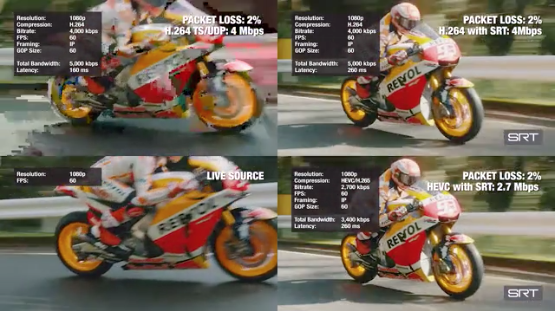 Resolution: 1080p
Compression: H.264
Bitrate: 4,000 kbps
FPS: 60
Framing: IP
GOP Size: 60
Total Bandwidth: 5,000 kbps
Latency: 160 ms
PACKET LOSS: 2%
H.264 TS/UDP: 4 Mbps
Resolution: 1080p
Compression: H.264
Bitrate: 4,000 kbps
FPS: 60
Framing: IP
GOP Size: 60
Total Bandwidth: 5,000 kbps
Latency: 260 ms
PACKET LOSS: 2%
H.264 with SRT: 4Mbps
REPSOL
93
SRT
Resolution: 1080p
FPS: 60
LIVE SOURCE
Resolution: 1080p
Compression: HEVC/H.265
Bitrate: 2,700 kbps
FPS: 60
Framing: IP
GOP Size: 60
Total Bandwidth: 3,400 kbps
Latency: 260 ms
PACKET LOSS: 2%
HEVC with SRT: 2.7 Mbps
REPSOL
93
SRT